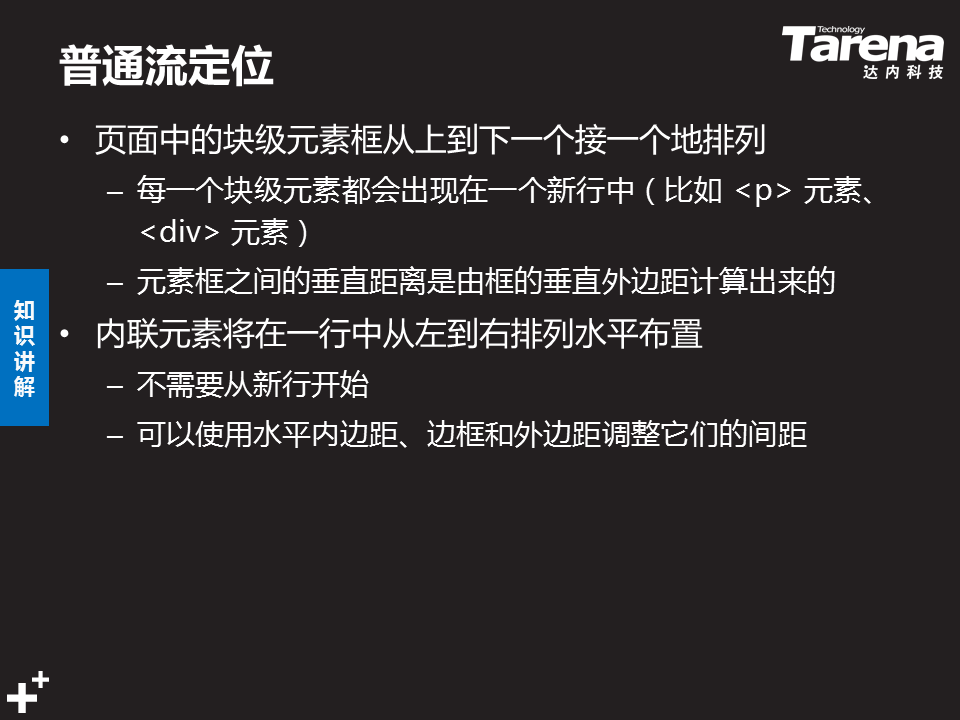 普通流定位
Technology
Tarena
达内科技
• 页面中的块级元素框从上到下一个接一个地排列
– 每一个块级元素都会出现在一个新行中（比如 <p> 元素、
<div> 元素）
– 元素框之间的垂直距离是由框的垂直外边距计算出来的
知识讲解
• 内联元素将在一行中从左到右排列水平布置
– 不需要从新行开始
– 可以使用水平内边距、边框和外边距调整它们的间距